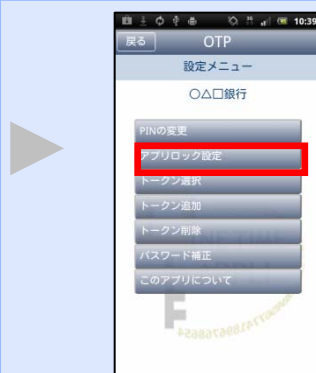 10:39
戻る
OTP
設定メニュー
○△□銀行
PINの変更
アプリロック設定
トークン選択
トークン追加
トークン削除
パスワード補正
このアプリについて